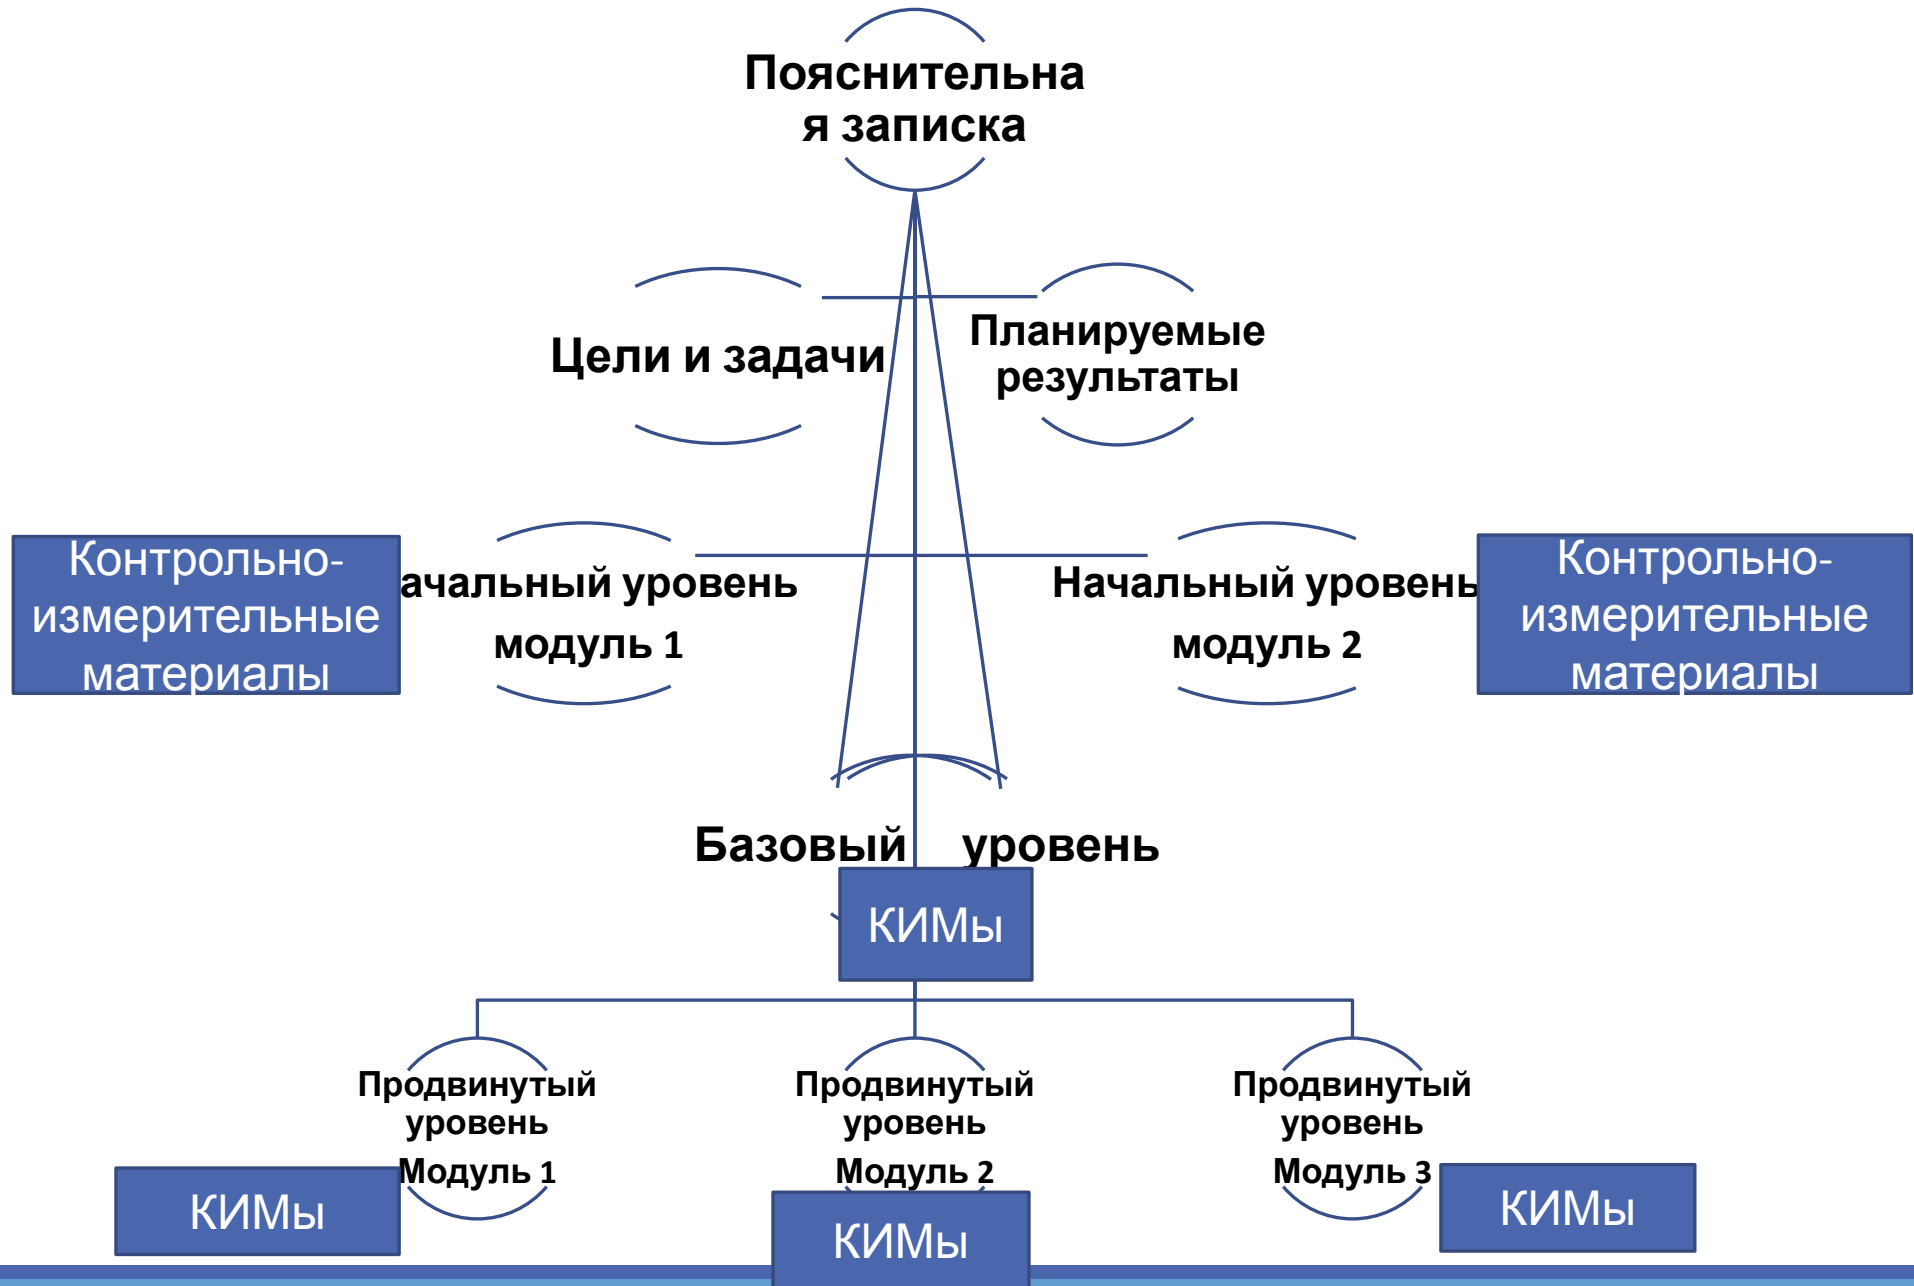 Пояснительна
я записка
Цели и задачи
Планируемые
результаты
Контрольно-
измерительные
материалы
ачальный уровень
модуль 1
Начальный уровень
модуль 2
Контрольно-
измерительные
материалы
Базовый уровень
КИМы
Продвинутый
уровень
Модуль 1
КИМы
Продвинутый
уровень
Модуль 2
КИМы
Продвинутый
уровень
Модуль 3
КИМы